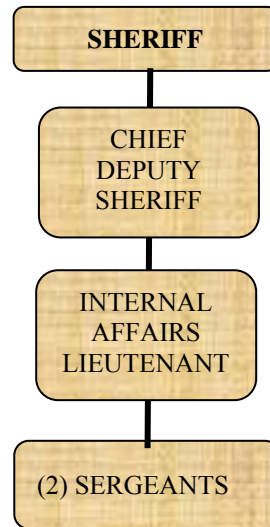 SHERIFF
CHIEF
DEPUTY
SHERIFF
INTERNAL
AFFAIRS
LIEUTENANT
(2) SERGEANTS